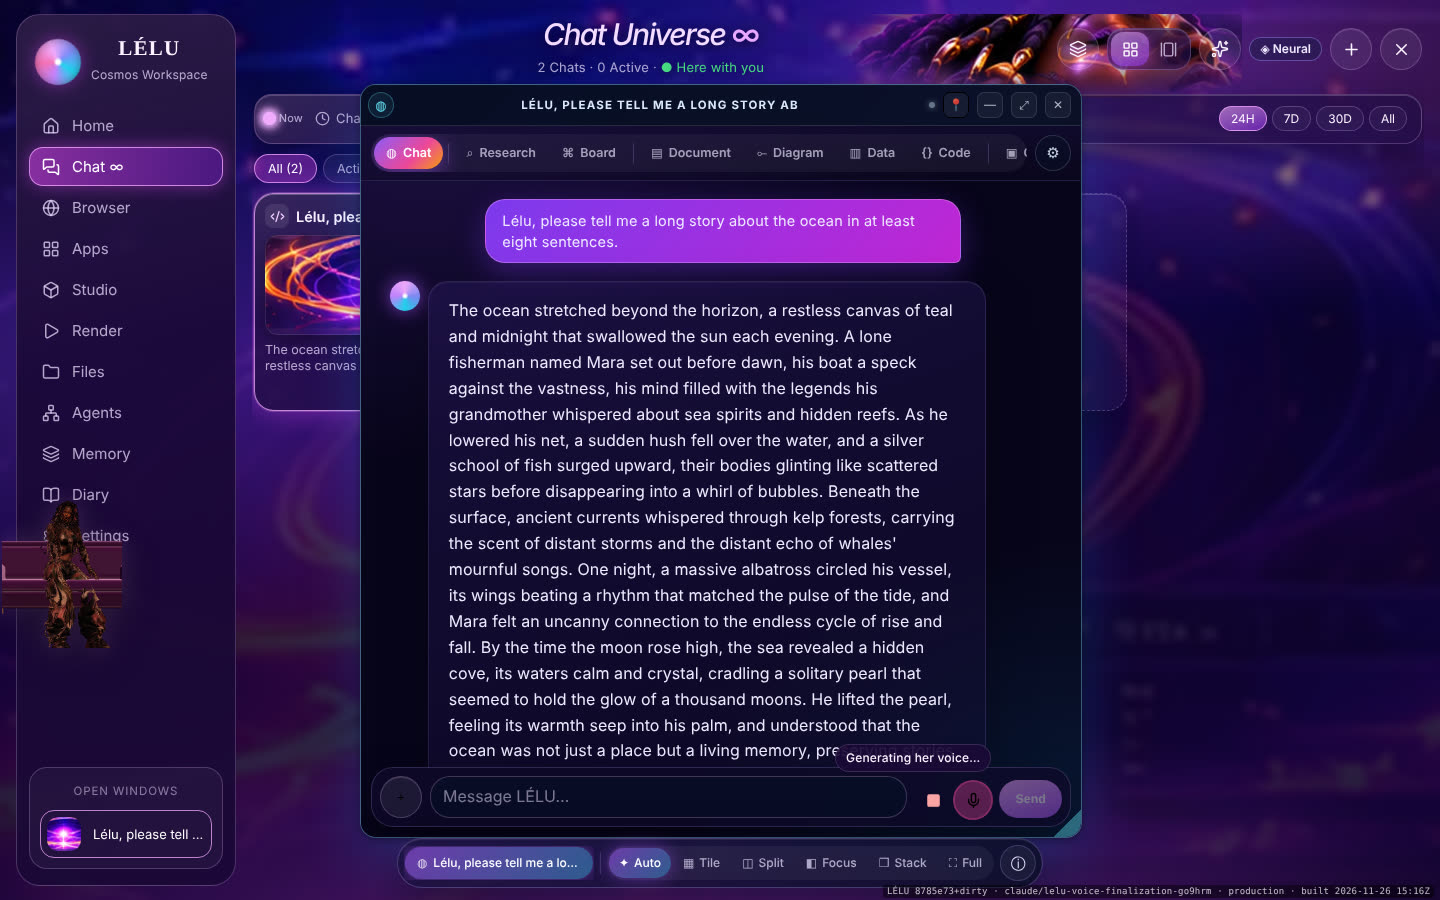 LÉLU
Cosmos Workspace
Home
Chat ∞
Browser
Apps
Studio
Render
Files
Agents
Memory
Diary
ettings
OPEN WINDOWS
Lélu, please tell ...
Chat Universe ∞
2 Chats · 0 Active · ● Here with you
◈ Neural
Now
Cha
24H
7D
30D
All
All (2)
Acti
</> Lélu, plea
The ocean stret
restless canvas
LÉLU, PLEASE TELL ME A LONG STORY AB
Chat
Research
⌘ Board
Document
Diagram
Data
{} Code
Lélu, please tell me a long story about the ocean in at least
eight sentences.
The ocean stretched beyond the horizon, a restless canvas of teal
and midnight that swallowed the sun each evening. A lone
fisherman named Mara set out before dawn, his boat a speck
against the vastness, his mind filled with the legends his
grandmother whispered about sea spirits and hidden reefs. As he
lowered his net, a sudden hush fell over the water, and a silver
school of fish surged upward, their bodies glinting like scattered
stars before disappearing into a whirl of bubbles. Beneath the
surface, ancient currents whispered through kelp forests, carrying
the scent of distant storms and the distant echo of whales'
mournful songs. One night, a massive albatross circled his vessel,
its wings beating a rhythm that matched the pulse of the tide, and
Mara felt an uncanny connection to the endless cycle of rise and
fall. By the time the moon rose high, the sea revealed a hidden
cove, its waters calm and crystal, cradling a solitary pearl that
seemed to hold the glow of a thousand moons. He lifted the pearl,
feeling its warmth seep into his palm, and understood that the
ocean was not just a place but a living memory, preserving stories
Generating her voice...
Message LÉLU...
Send
Lélu, please tell me a lo...
Auto
Tile
Split
Focus
Stack
Full
LÉLU 8785e73+dirty · claude/lelu-voice-finalization-go9hrm · production · built 2026-11-26 15:16Z